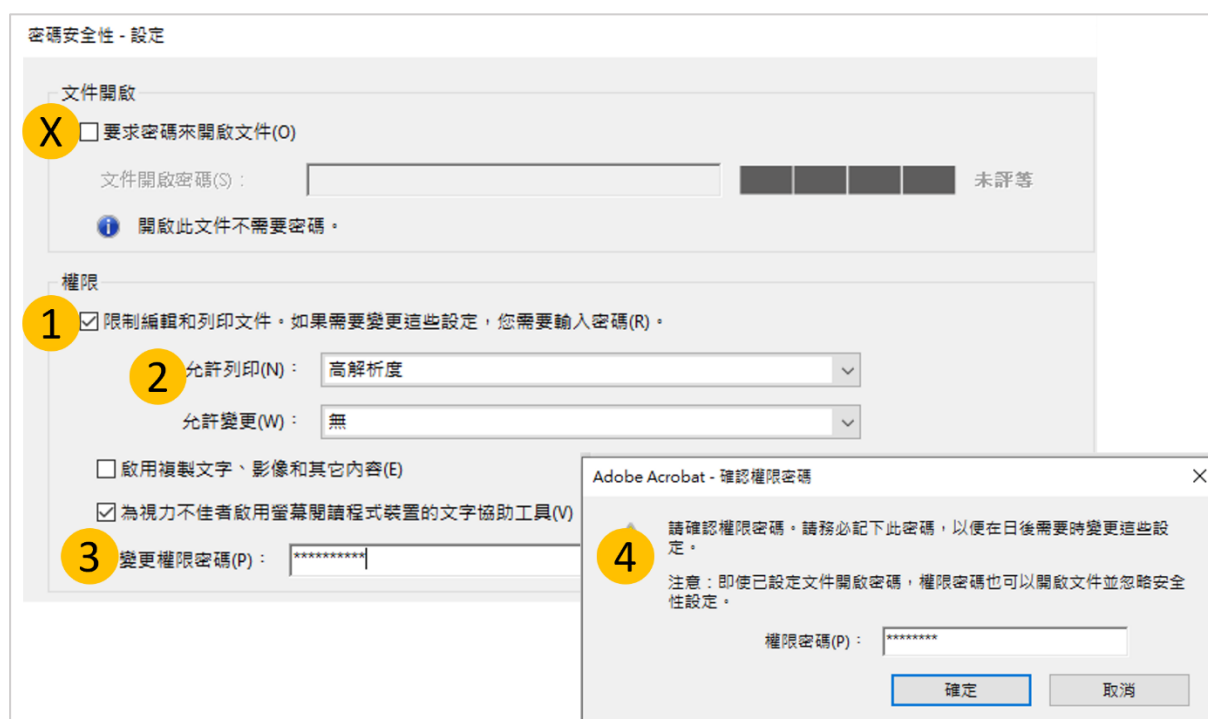 密碼安全性 - 設定
文件開啟
X
要求密碼來開啟文件(O)
文件開啟密碼(S)：
未評等
開啟此文件不需要密碼。
權限
1
限制編輯和列印文件。如果需要變更這些設定，您需要輸入密碼(R)。
2
允許列印(N)：
高解析度
允許變更(W)：
無
啟用複製文字、影像和其它內容(E)
為視力不佳者啟用螢幕閱讀程式裝置的文字協助工具(V)
3
變更權限密碼(P)：
**********
Adobe Acrobat - 確認權限密碼
4
請確認權限密碼。請務必記下此密碼，以便在日後需要時變更這些設
定。
注意：即使已設定文件開啟密碼，權限密碼也可以開啟文件並忽略安全
性設定。
權限密碼(P)：
********
確定
取消